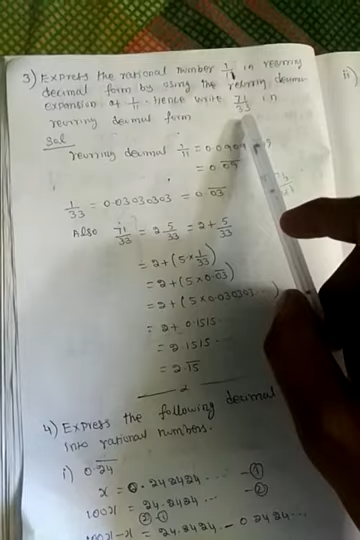 3) Express the rational number 1/11 in recurring
decimal form by using the recurring decimal
expansion of 1/11. Hence write 71/33 in
recurring decimal form
Sol
recurring decimal 1/11 = 0.0909
= 0.09
1/33 = 0.03030303 = 0.03
Also 71/33 = 2 5/33 = 2 + 5/33
= 2 + (5 × 1/33)
= 2 + (5 × 0.03)
= 2 + (5 × 0.030303...)
= 2 + 0.1515
= 2.1515..
= 2.15
4) Express the following decimal
into rational numbers.
i) 0.24
x = 0.242424... - ①
100x = 24.2424... - ②
② - ①
100x - x = 24.2424.. - 0.2424...
ii)